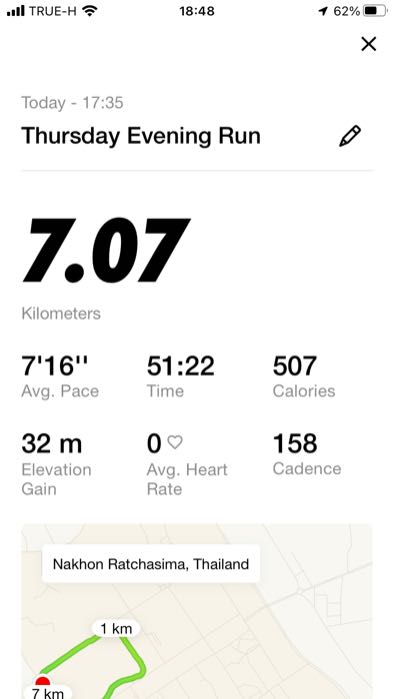 TRUE-H 18:48 62%
Today - 17:35
Thursday Evening Run
7.07
Kilometers
7'16'' 51:22 507
Avg. Pace Time Calories
32 m 0 158
Elevation Gain Avg. Heart Rate Cadence
Nakhon Ratchasima, Thailand
1 km
7 km